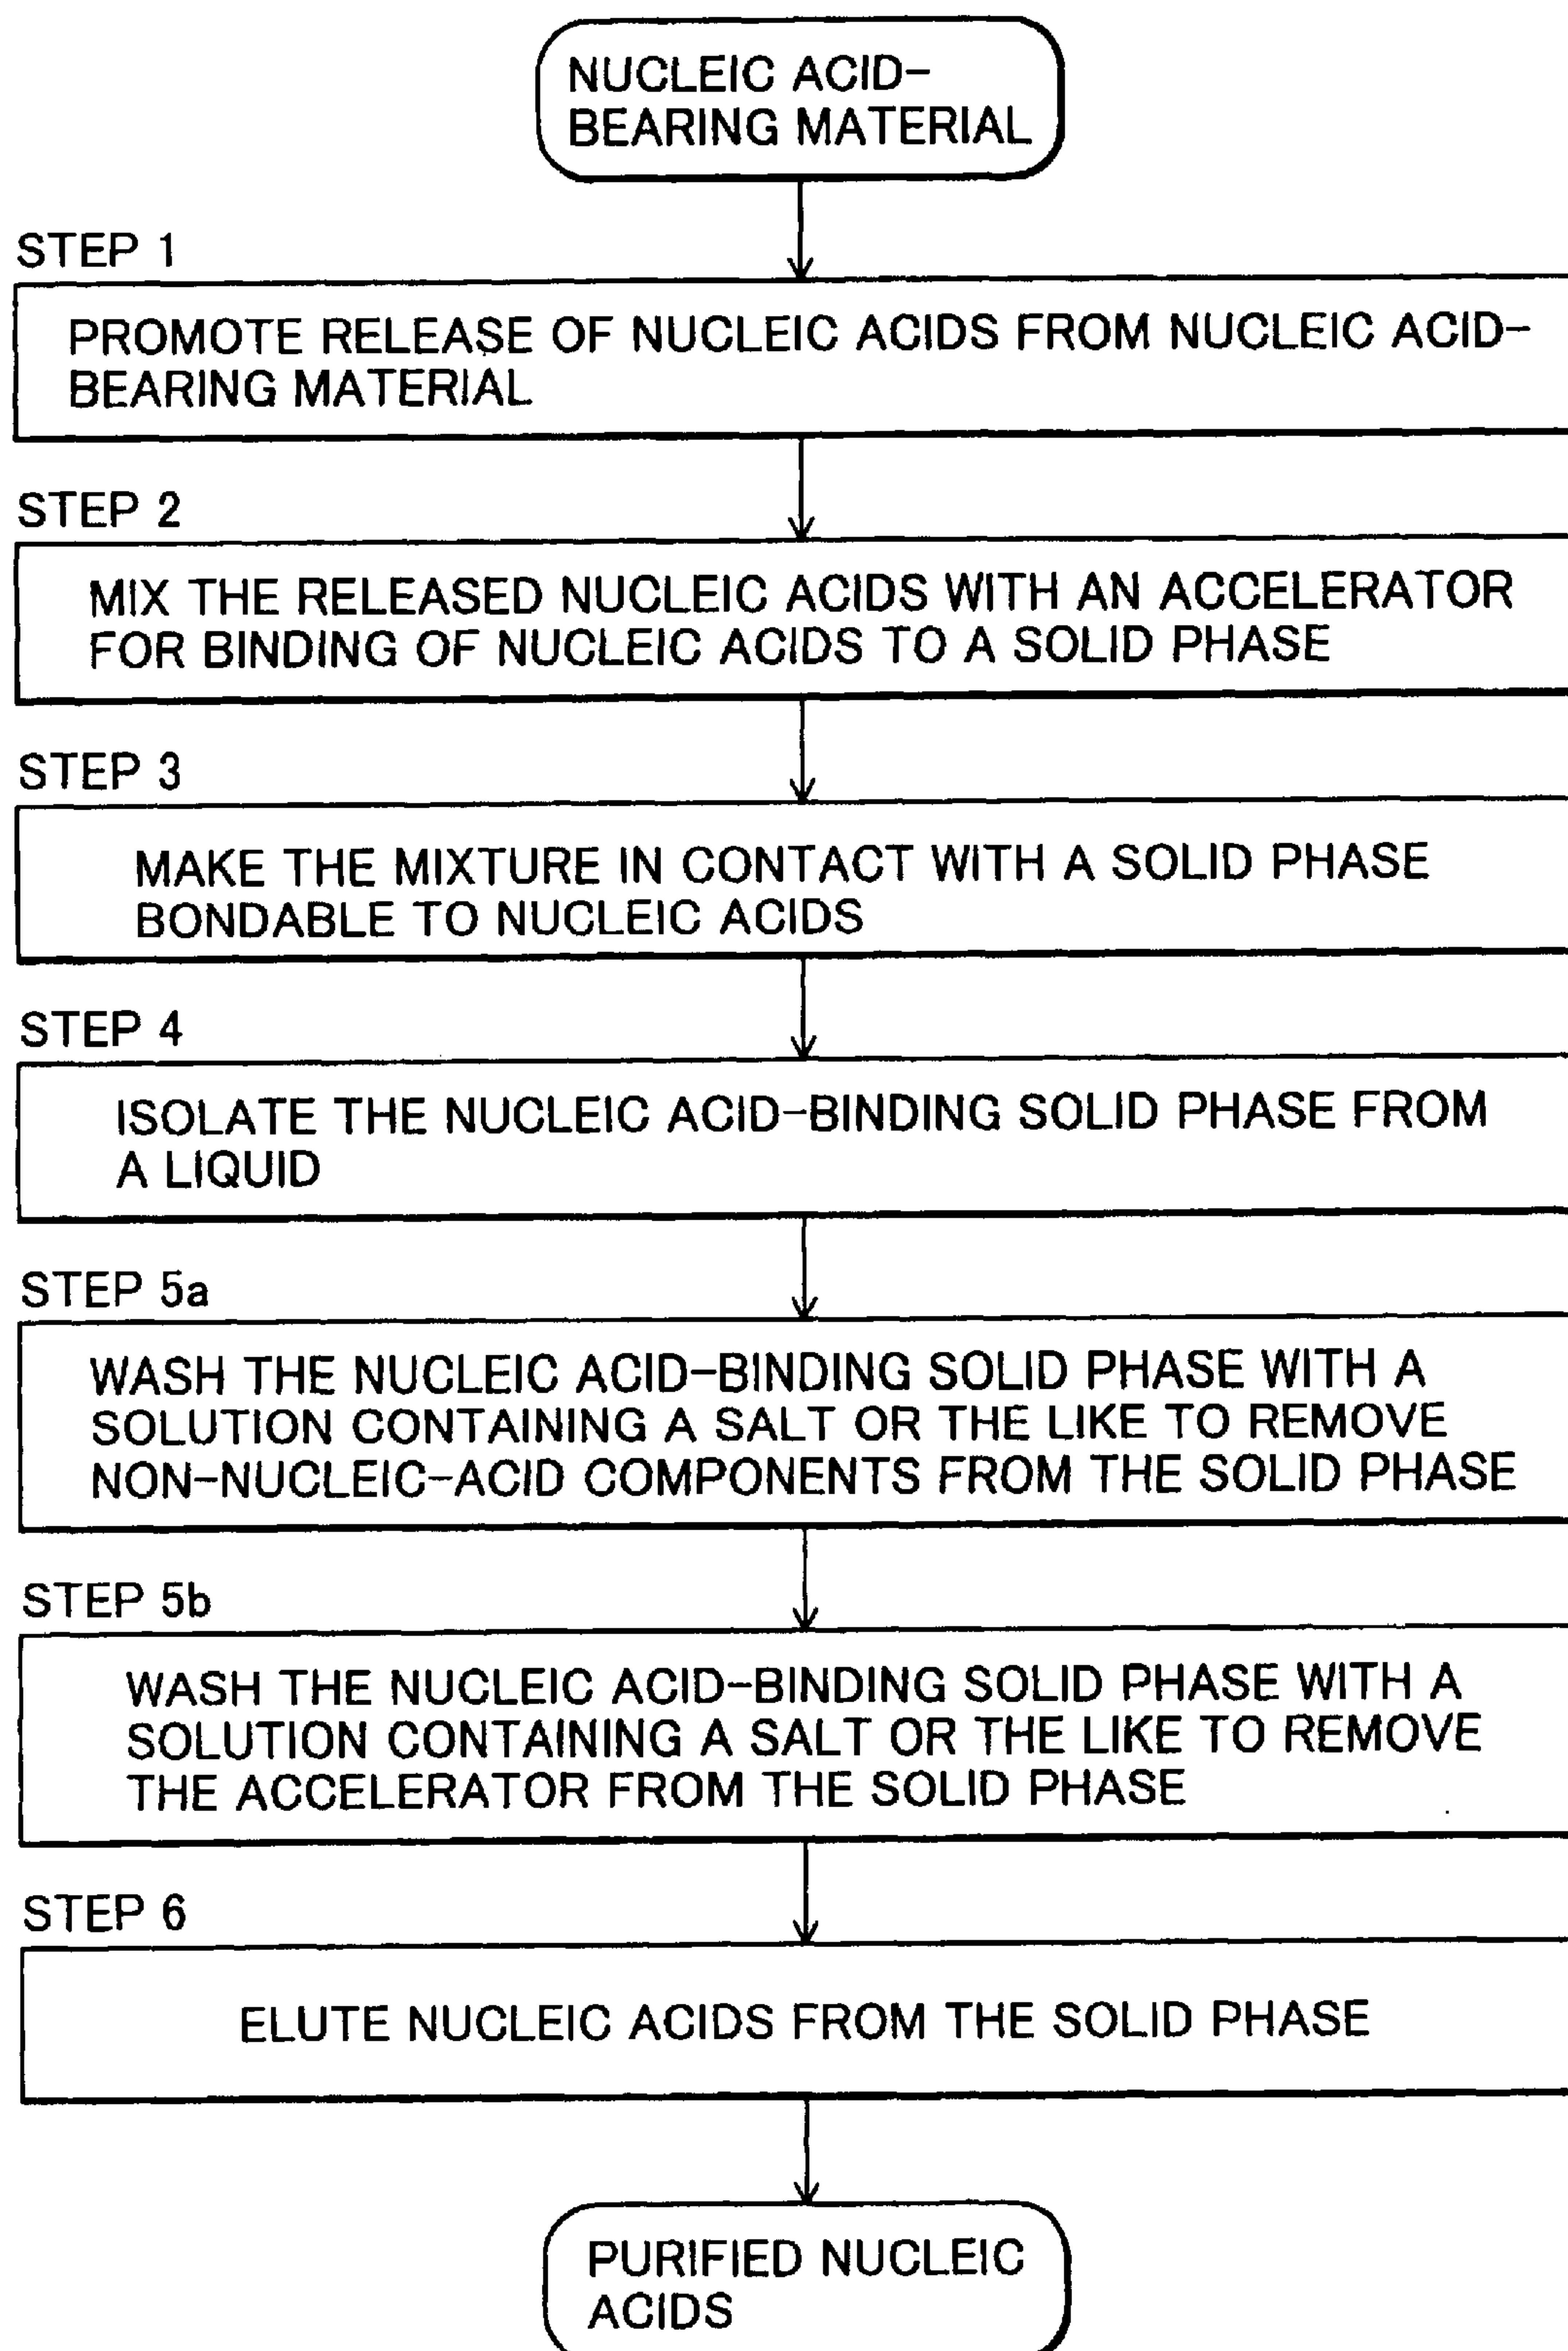 NUCLEIC ACID-
BEARING MATERIAL
STEP 1
PROMOTE RELEASE OF NUCLEIC ACIDS FROM NUCLEIC ACID-
BEARING MATERIAL
STEP 2
MIX THE RELEASED NUCLEIC ACIDS WITH AN ACCELERATOR
FOR BINDING OF NUCLEIC ACIDS TO A SOLID PHASE
STEP 3
MAKE THE MIXTURE IN CONTACT WITH A SOLID PHASE
BONDABLE TO NUCLEIC ACIDS
STEP 4
ISOLATE THE NUCLEIC ACID-BINDING SOLID PHASE FROM
A LIQUID
STEP 5a
WASH THE NUCLEIC ACID-BINDING SOLID PHASE WITH A
SOLUTION CONTAINING A SALT OR THE LIKE TO REMOVE
NON-NUCLEIC-ACID COMPONENTS FROM THE SOLID PHASE
STEP 5b
WASH THE NUCLEIC ACID-BINDING SOLID PHASE WITH A
SOLUTION CONTAINING A SALT OR THE LIKE TO REMOVE
THE ACCELERATOR FROM THE SOLID PHASE
STEP 6
ELUTE NUCLEIC ACIDS FROM THE SOLID PHASE
PURIFIED NUCLEIC
ACIDS